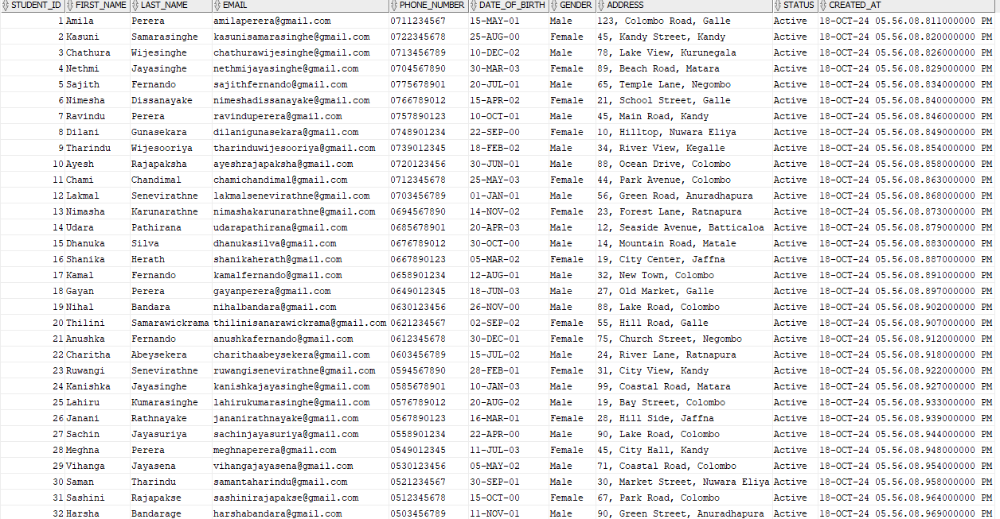 STUDENT_ID FIRST_NAME LAST_NAME EMAIL PHONE_NUMBER DATE_OF_BIRTH GENDER ADDRESS STATUS CREATED_AT
1 Amila Perera amilaperera@gmail.com 0711234567 15-MAY-01 Male 123, Colombo Road, Galle Active 18-OCT-24 05.56.08.811000000 PM
2 Kasuni Samarasinghe kasunisamarasinghe@gmail.com 0722345678 25-AUG-00 Female 45, Kandy Street, Kandy Active 18-OCT-24 05.56.08.820000000 PM
3 Chathura Wijesinghe chathurawijesinghe@gmail.com 0713456789 10-DEC-02 Male 78, Lake View, Kurunegala Active 18-OCT-24 05.56.08.826000000 PM
4 Nethmi Jayasinghe nethmijayasinghe@gmail.com 0704567890 30-MAR-03 Female 89, Beach Road, Matara Active 18-OCT-24 05.56.08.829000000 PM
5 Sajith Fernando sajithfernando@gmail.com 0775678901 20-JUL-01 Male 65, Temple Lane, Negombo Active 18-OCT-24 05.56.08.834000000 PM
6 Nimesha Dissanayake nimeshadissanayake@gmail.com 0766789012 15-APR-02 Female 21, School Street, Galle Active 18-OCT-24 05.56.08.840000000 PM
7 Ravindu Perera ravinduperera@gmail.com 0757890123 10-OCT-01 Male 45, Main Road, Kandy Active 18-OCT-24 05.56.08.846000000 PM
8 Dilani Gunasekara dilanigunasekara@gmail.com 0748901234 22-SEP-00 Female 10, Hilltop, Nuwara Eliya Active 18-OCT-24 05.56.08.849000000 PM
9 Tharindu Wijesooriya tharinduwijesooriya@gmail.com 0739012345 18-FEB-02 Male 34, River View, Kegalle Active 18-OCT-24 05.56.08.854000000 PM
10 Ayesh Rajapaksha ayeshrajapaksha@gmail.com 0720123456 30-JUN-01 Male 88, Ocean Drive, Colombo Active 18-OCT-24 05.56.08.858000000 PM
11 Chami Chandimal chamichandimal@gmail.com 0712345678 25-MAY-03 Female 44, Park Avenue, Colombo Active 18-OCT-24 05.56.08.863000000 PM
12 Lakmal Senevirathne lakmalsenevirathne@gmail.com 0703456789 01-JAN-01 Male 56, Green Road, Anuradhapura Active 18-OCT-24 05.56.08.868000000 PM
13 Nimasha Karunarathne nimashakarunarathne@gmail.com 0694567890 14-NOV-02 Female 23, Forest Lane, Ratnapura Active 18-OCT-24 05.56.08.873000000 PM
14 Udara Pathirana udarapathirana@gmail.com 0685678901 20-APR-03 Male 12, Seaside Avenue, Batticaloa Active 18-OCT-24 05.56.08.879000000 PM
15 Dhanuka Silva dhanukasilva@gmail.com 0676789012 30-OCT-00 Male 14, Mountain Road, Matale Active 18-OCT-24 05.56.08.883000000 PM
16 Shanika Herath shanikaherath@gmail.com 0667890123 05-MAR-02 Female 19, City Center, Jaffna Active 18-OCT-24 05.56.08.887000000 PM
17 Kamal Fernando kamalfernando@gmail.com 0658901234 12-AUG-01 Male 32, New Town, Colombo Active 18-OCT-24 05.56.08.891000000 PM
18 Gayan Perera gayanperera@gmail.com 0649012345 18-JUN-03 Male 27, Old Market, Galle Active 18-OCT-24 05.56.08.897000000 PM
19 Nihal Bandara nihalbandara@gmail.com 0630123456 26-NOV-00 Male 88, Lake Road, Colombo Active 18-OCT-24 05.56.08.902000000 PM
20 Thilini Samarawickrama thilinisanarawickrama@gmail.com 0621234567 02-SEP-02 Female 55, Hill Road, Galle Active 18-OCT-24 05.56.08.907000000 PM
21 Anushka Fernando anushkafernando@gmail.com 0612345678 30-DEC-01 Female 75, Church Street, Negombo Active 18-OCT-24 05.56.08.912000000 PM
22 Charitha Abeysekera charithaabeysekera@gmail.com 0603456789 15-JUL-02 Male 24, River Lane, Ratnapura Active 18-OCT-24 05.56.08.918000000 PM
23 Ruwangi Senevirathne ruwangisenevirathne@gmail.com 0594567890 28-FEB-01 Female 31, City View, Kandy Active 18-OCT-24 05.56.08.922000000 PM
24 Kanishka Jayasinghe kanishkajayasinghe@gmail.com 0585678901 10-JAN-03 Male 99, Coastal Road, Matara Active 18-OCT-24 05.56.08.927000000 PM
25 Lahiru Kumarasinghe lahirukumarasinghe@gmail.com 0576789012 20-AUG-02 Male 19, Bay Street, Colombo Active 18-OCT-24 05.56.08.933000000 PM
26 Janani Rathnayake jananirathnayake@gmail.com 0567890123 16-MAR-01 Female 28, Hill Side, Jaffna Active 18-OCT-24 05.56.08.939000000 PM
27 Sachin Jayasuriya sachinjayasuriya@gmail.com 0558901234 22-APR-00 Male 90, Lake Road, Colombo Active 18-OCT-24 05.56.08.944000000 PM
28 Meghna Perera meghnaperera@gmail.com 0549012345 11-JUL-03 Female 45, City Hall, Kandy Active 18-OCT-24 05.56.08.948000000 PM
29 Vihanga Jayasena vihangajayasena@gmail.com 0530123456 05-MAY-02 Male 71, Coastal Road, Colombo Active 18-OCT-24 05.56.08.954000000 PM
30 Saman Tharindu samantaharindu@gmail.com 0521234567 30-SEP-01 Male 30, Market Street, Nuwara Eliya Active 18-OCT-24 05.56.08.958000000 PM
31 Sashini Rajapakse sashinirajapakse@gmail.com 0512345678 15-OCT-00 Female 67, Park Road, Colombo Active 18-OCT-24 05.56.08.964000000 PM
32 Harsha Bandarage harshabandara@gmail.com 0503456789 11-NOV-01 Male 90, Green Street, Anuradhapura Active 18-OCT-24 05.56.08.969000000 PM